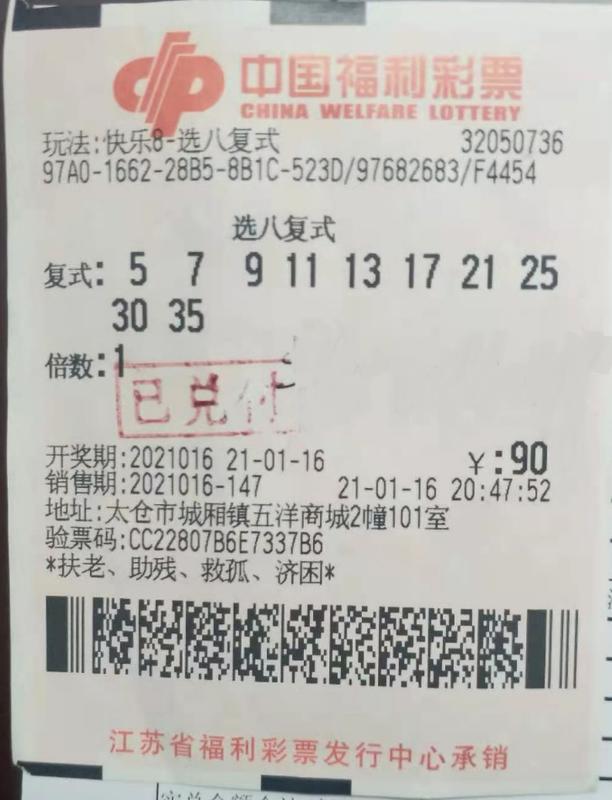 中国福利彩票
CHINA WELFARE LOTTERY
玩法:快乐8-选八复式 32050736
97A0-1662-28B5-8B1C-523D/97682683/F4454
选八复式
复式: 5 7 9 11 13 17 21 25
30 35
倍数:1
已兑付
开奖期:2021016 21-01-16 ¥:90
销售期:2021016-147 21-01-16 20:47:52
地址:太仓市城厢镇五洋商城2幢101室
验票码:CC22807B6E7337B6
*扶老、助残、救孤、济困*
江苏省福利彩票发行中心承销